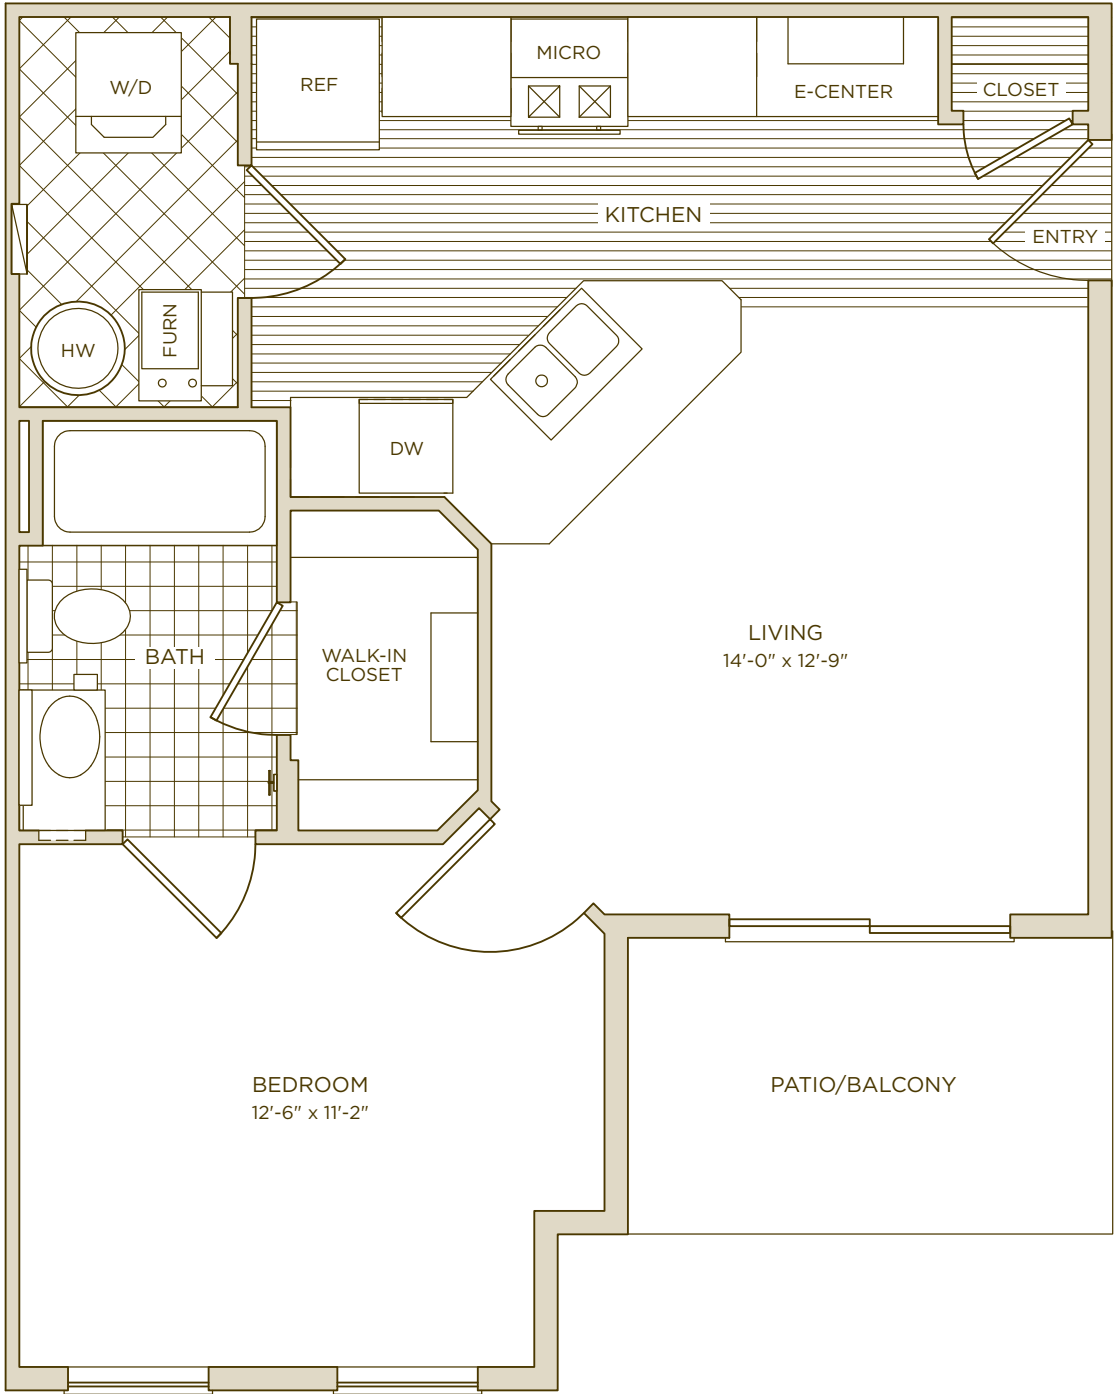 W/D
REF
MICRO
E-CENTER
CLOSET
KITCHEN
ENTRY
HW
FURN
DW
BATH
WALK-IN
CLOSET
LIVING
14'-0" x 12'-9"
BEDROOM
12'-6" x 11'-2"
PATIO/BALCONY